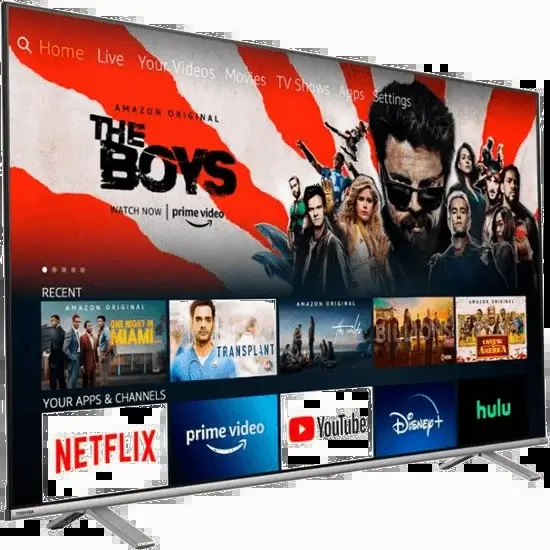 Home Live Your Videos Movies TV Shows Apps Settings
AMAZON ORIGINAL
THE
BOYS
WATCH NOW | prime video
RECENT
AMAZON ORIGINAL
ONE NIGHT IN
MIAMI...
TRANSPLANT
AMAZON ORIGINAL
The Wilds
BILLIONS
AMAZON ORIGINAL
COMING 2 AMERICA
YOUR APPS & CHANNELS
NETFLIX
prime video
YouTube
Disney+
hulu
TOSHIBA